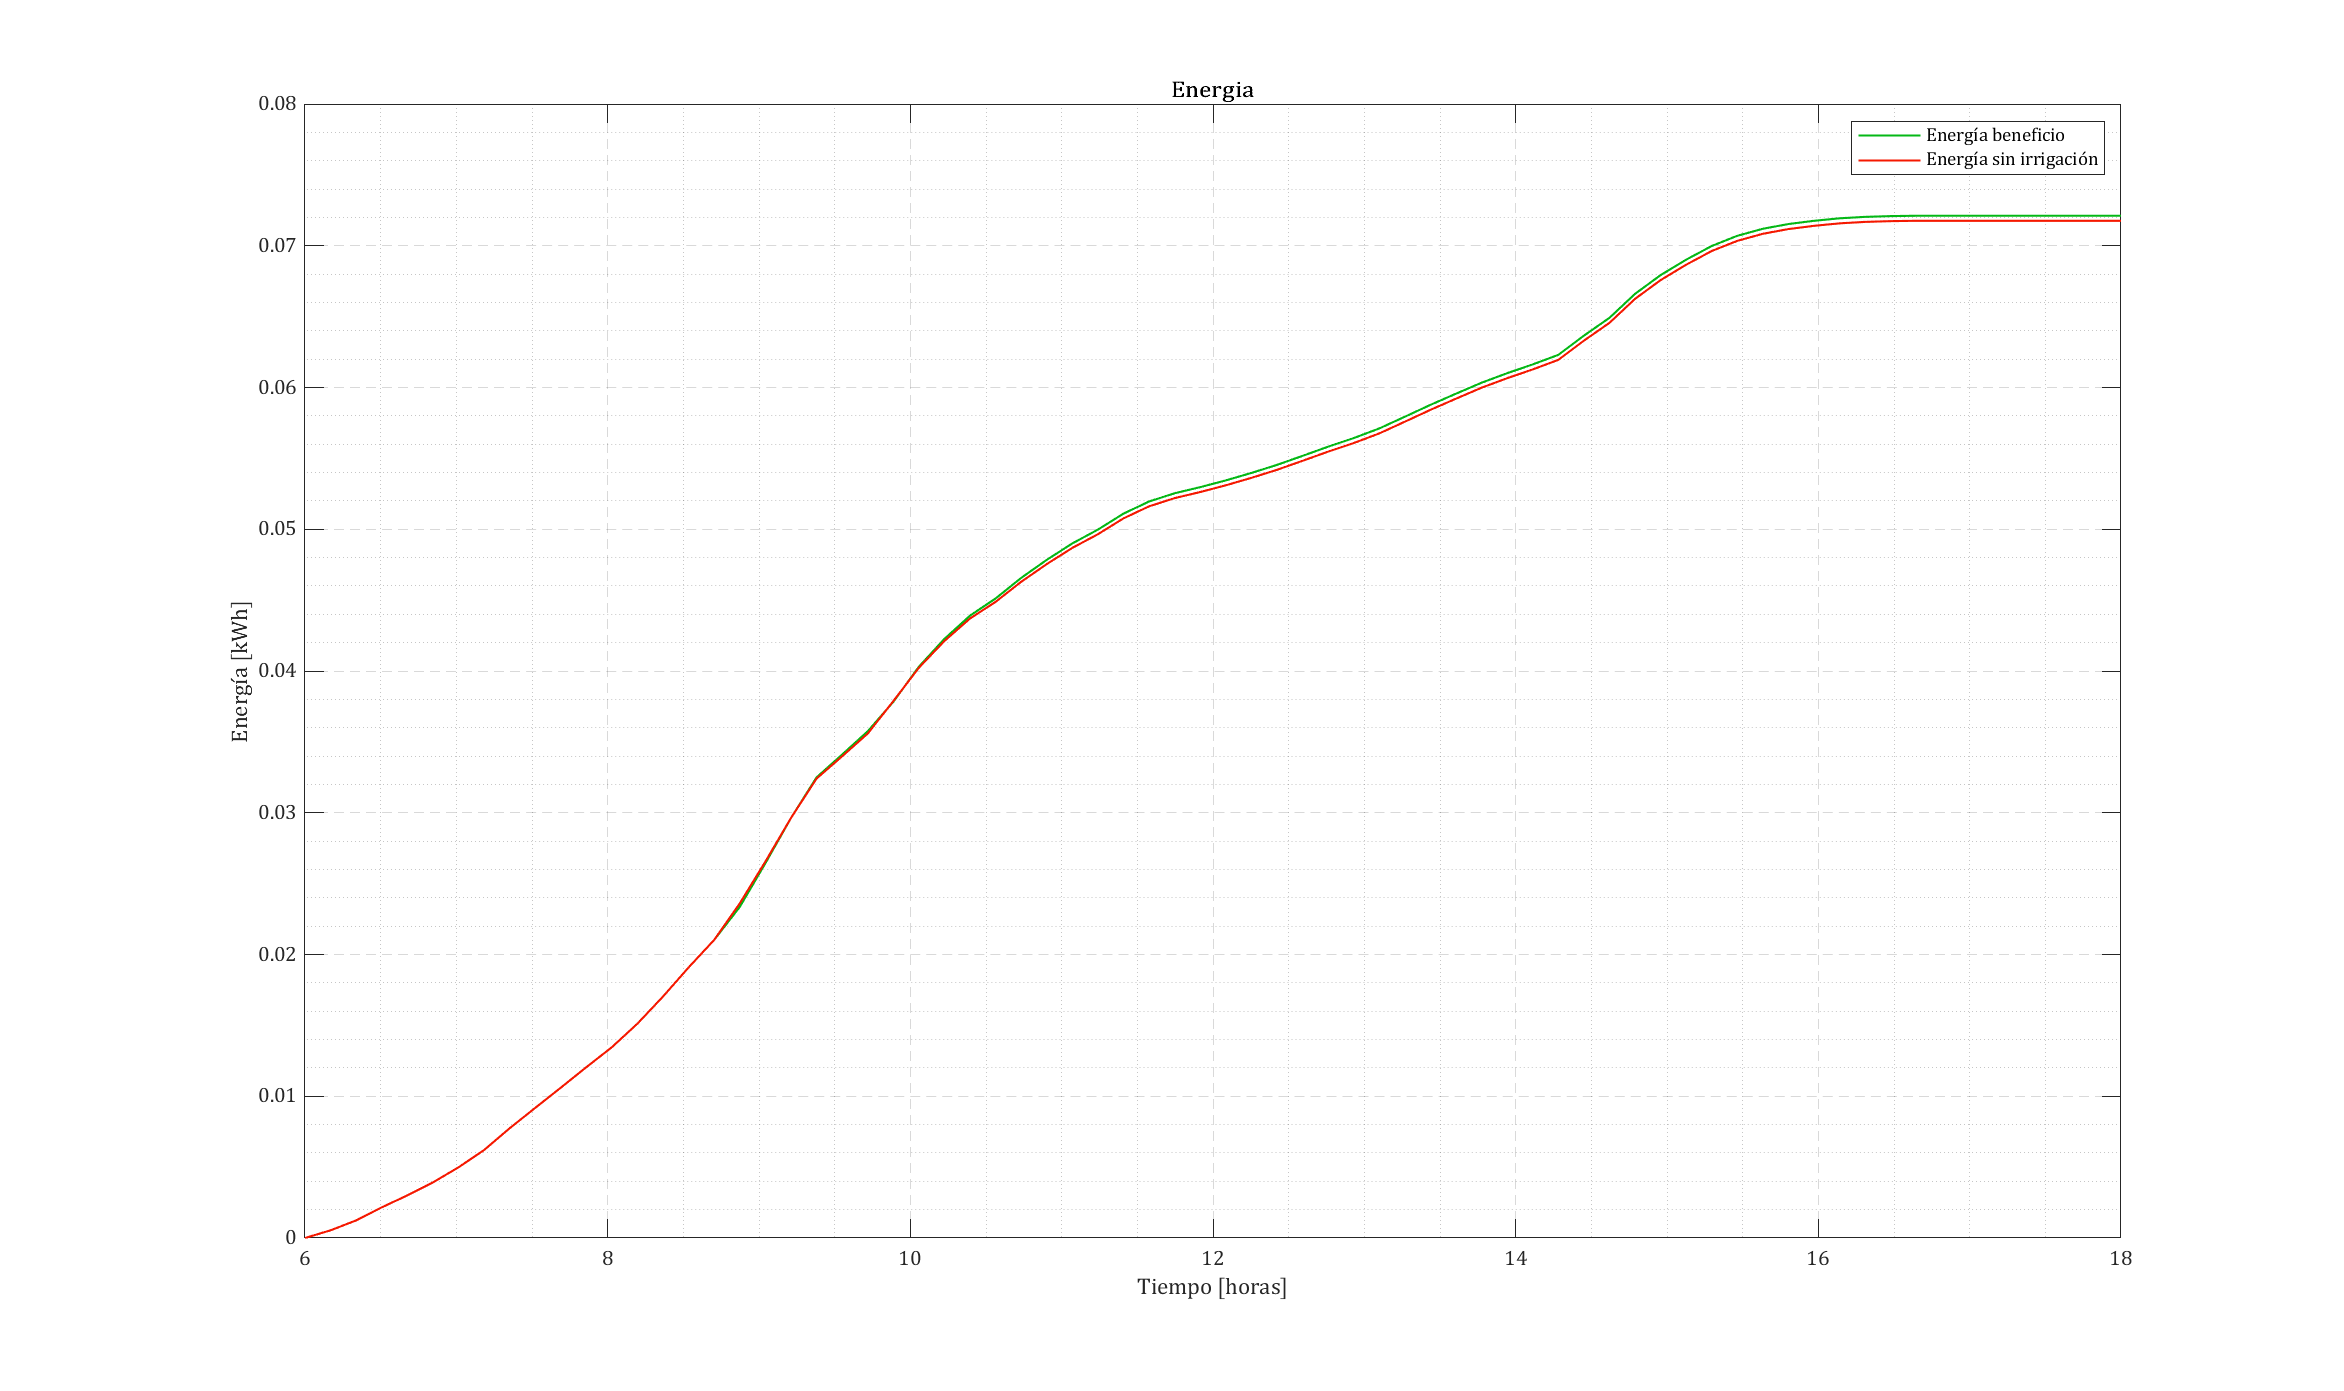 Energia
0.08
0.07
0.06
0.05
0.04
0.03
0.02
0.01
0
Energía [kWh]
Energía beneficio
Energía sin irrigación
6 8 10 12 14 16 18
Tiempo [horas]